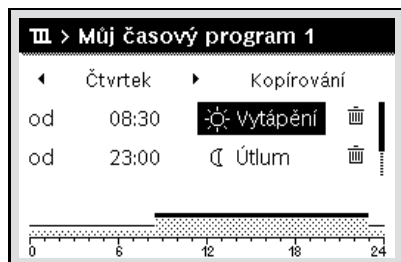 > Můj časový program 1
Čtvrtek Kopírování
od 08:30 Vytápění
od 23:00 Útlum
0 6 12 18 24